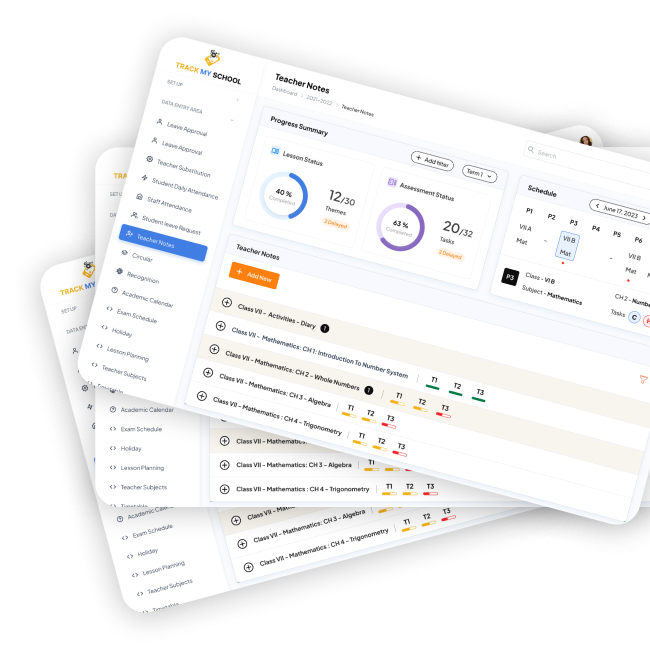 TRACK MY SCHOOL
SET UP
DATA ENTRY AREA
Leave Approval
Leave Approval
Teacher Substitution
Student Daily Attendance
Staff Attendance
Student leave Request
Teacher Notes
Circular
Recognition
Academic Calendar
Exam Schedule
Holiday
Lesson Planning
Teacher Subjects
Teacher Notes
Dashboard > 2021-2022 > Teacher Notes
Search
Progress Summary
Add filter
Term 1
Lesson Status
40 %
Completed
12/30
Themes
2 Delayed
Assessment Status
63 %
Completed
20/32
Tasks
2 Delayed
Schedule
June 17, 2023
P1 P2 P3 P4 P5 P6
VII A - VII B - VII B
Mat Mat Mat
P3
Class - VI B
Subject - Mathematics
CH 2 -
Tasks C
Teacher Notes
Add New
Class VII - Activities - Diary
Class VII - Mathematics: CH 1: Introduction To Number System T1 T2 T3
Class VII - Mathematics: CH 2 - Whole Numbers T1 T2 T3
Class VII - Mathematics : CH 3 - Algebra T1 T2 T3
Class VII - Mathematics : CH 4 - Trigonometry T1 T2 T3
Academic Calendar
Exam Schedule
Holiday
Lesson Planning
Teacher Subjects
Class VII - Mathematics
Class VII - Mathematics: CH 3 - Algebra T1
Class VII - Mathematics : CH 4 - Trigonometry T1 T2 T3
TRACK MY
SET UP
Academic Calendar
Exam Schedule
Holiday
Lesson Planning
Teacher Subjects
Class VII - Mathematics : CH 3 - Algebra
Class VII - Mathematics : CH 4 - Trigonometry T1 T2 T3